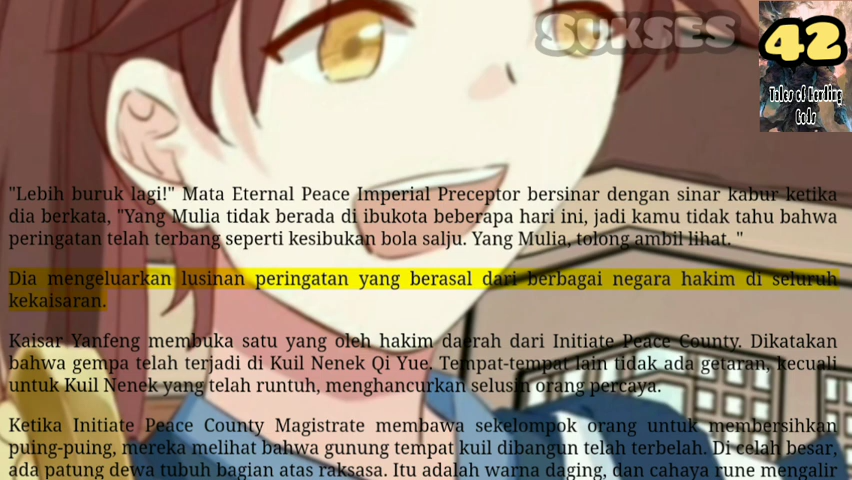 SUKSES
42
Tales of Herding
Gods
"Lebih buruk lagi!" Mata Eternal Peace Imperial Preceptor bersinar dengan sinar kabur ketika
dia berkata, "Yang Mulia tidak berada di ibukota beberapa hari ini, jadi kamu tidak tahu bahwa
peringatan telah terbang seperti kesibukan bola salju. Yang Mulia, tolong ambil lihat. "
Dia mengeluarkan lusinan peringatan yang berasal dari berbagai negara hakim di seluruh
kekaisaran.
Kaisar Yanfeng membuka satu yang oleh hakim daerah dari Initiate Peace County. Dikatakan
bahwa gempa telah terjadi di Kuil Nenek Qi Yue. Tempat-tempat lain tidak ada getaran, kecuali
untuk Kuil Nenek yang telah runtuh, menghancurkan selusin orang percaya.
Ketika Initiate Peace County Magistrate membawa sekelompok orang untuk membersihkan
puing-puing, mereka melihat bahwa gunung tempat kuil dibangun telah terbelah. Di celah besar,
ada patung dewa tubuh bagian atas raksasa. Itu adalah warna daging, dan cahaya rune mengalir